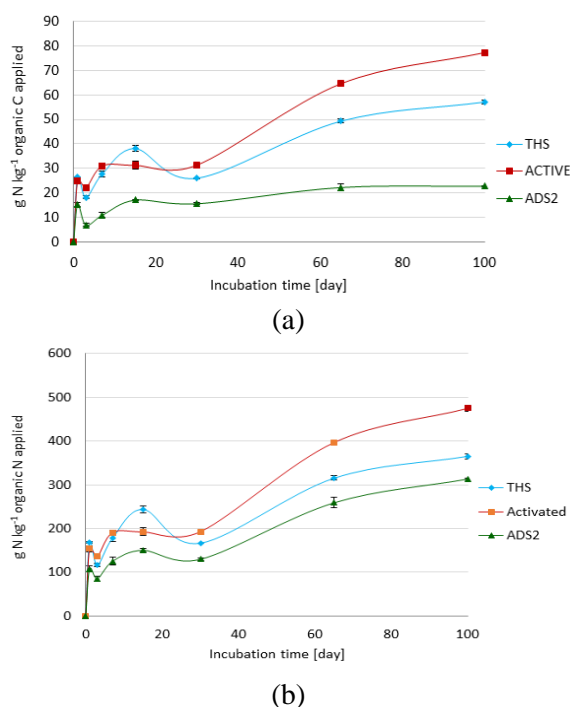 g N kg⁻¹ organic C applied
90
80
70
60
50
40
30
20
10
0
0 20 40 60 80 100
Incubation time [day]
THS
ACTIVE
ADS2
(a)
g N kg⁻¹ organic N applied
600
500
400
300
200
100
0
0 20 40 60 80 100
Incubation time [day]
THS
Activated
ADS2
(b)